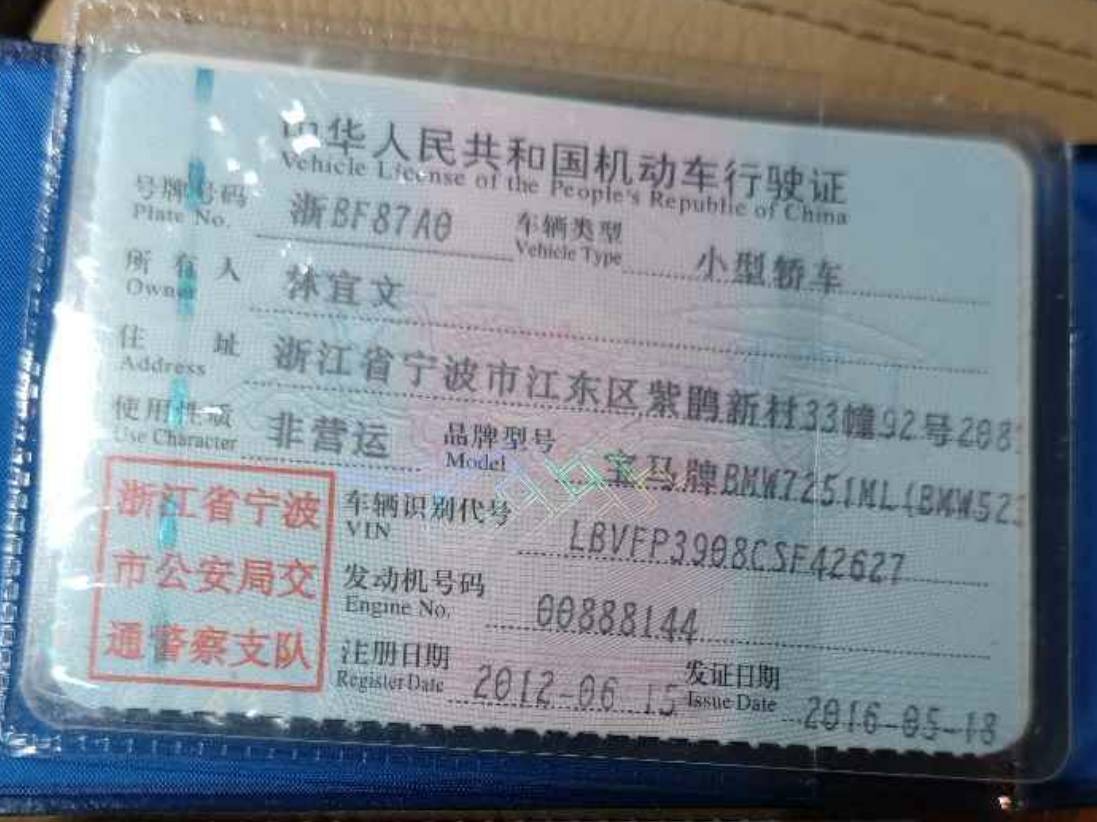 中华人民共和国机动车行驶证
Vehicle License of the People's Republic of China
号牌号码 浙BF87A0 车辆类型 小型轿车
Plate No. Vehicle Type
所有人 林宜文
Owner
住址 浙江省宁波市江东区紫鹃新村33幢92号208
Address
使用性质 非营运 品牌型号 宝马牌BMW7251ML(BMW52
Use Character Model
浙江省宁波
市公安局交
通警察支队
车辆识别代号 LBVFP3908CSF42627
VIN
发动机号码 00888144
Engine No.
注册日期 2012-06-15 发证日期 2016-05-18
Register Date Issue Date